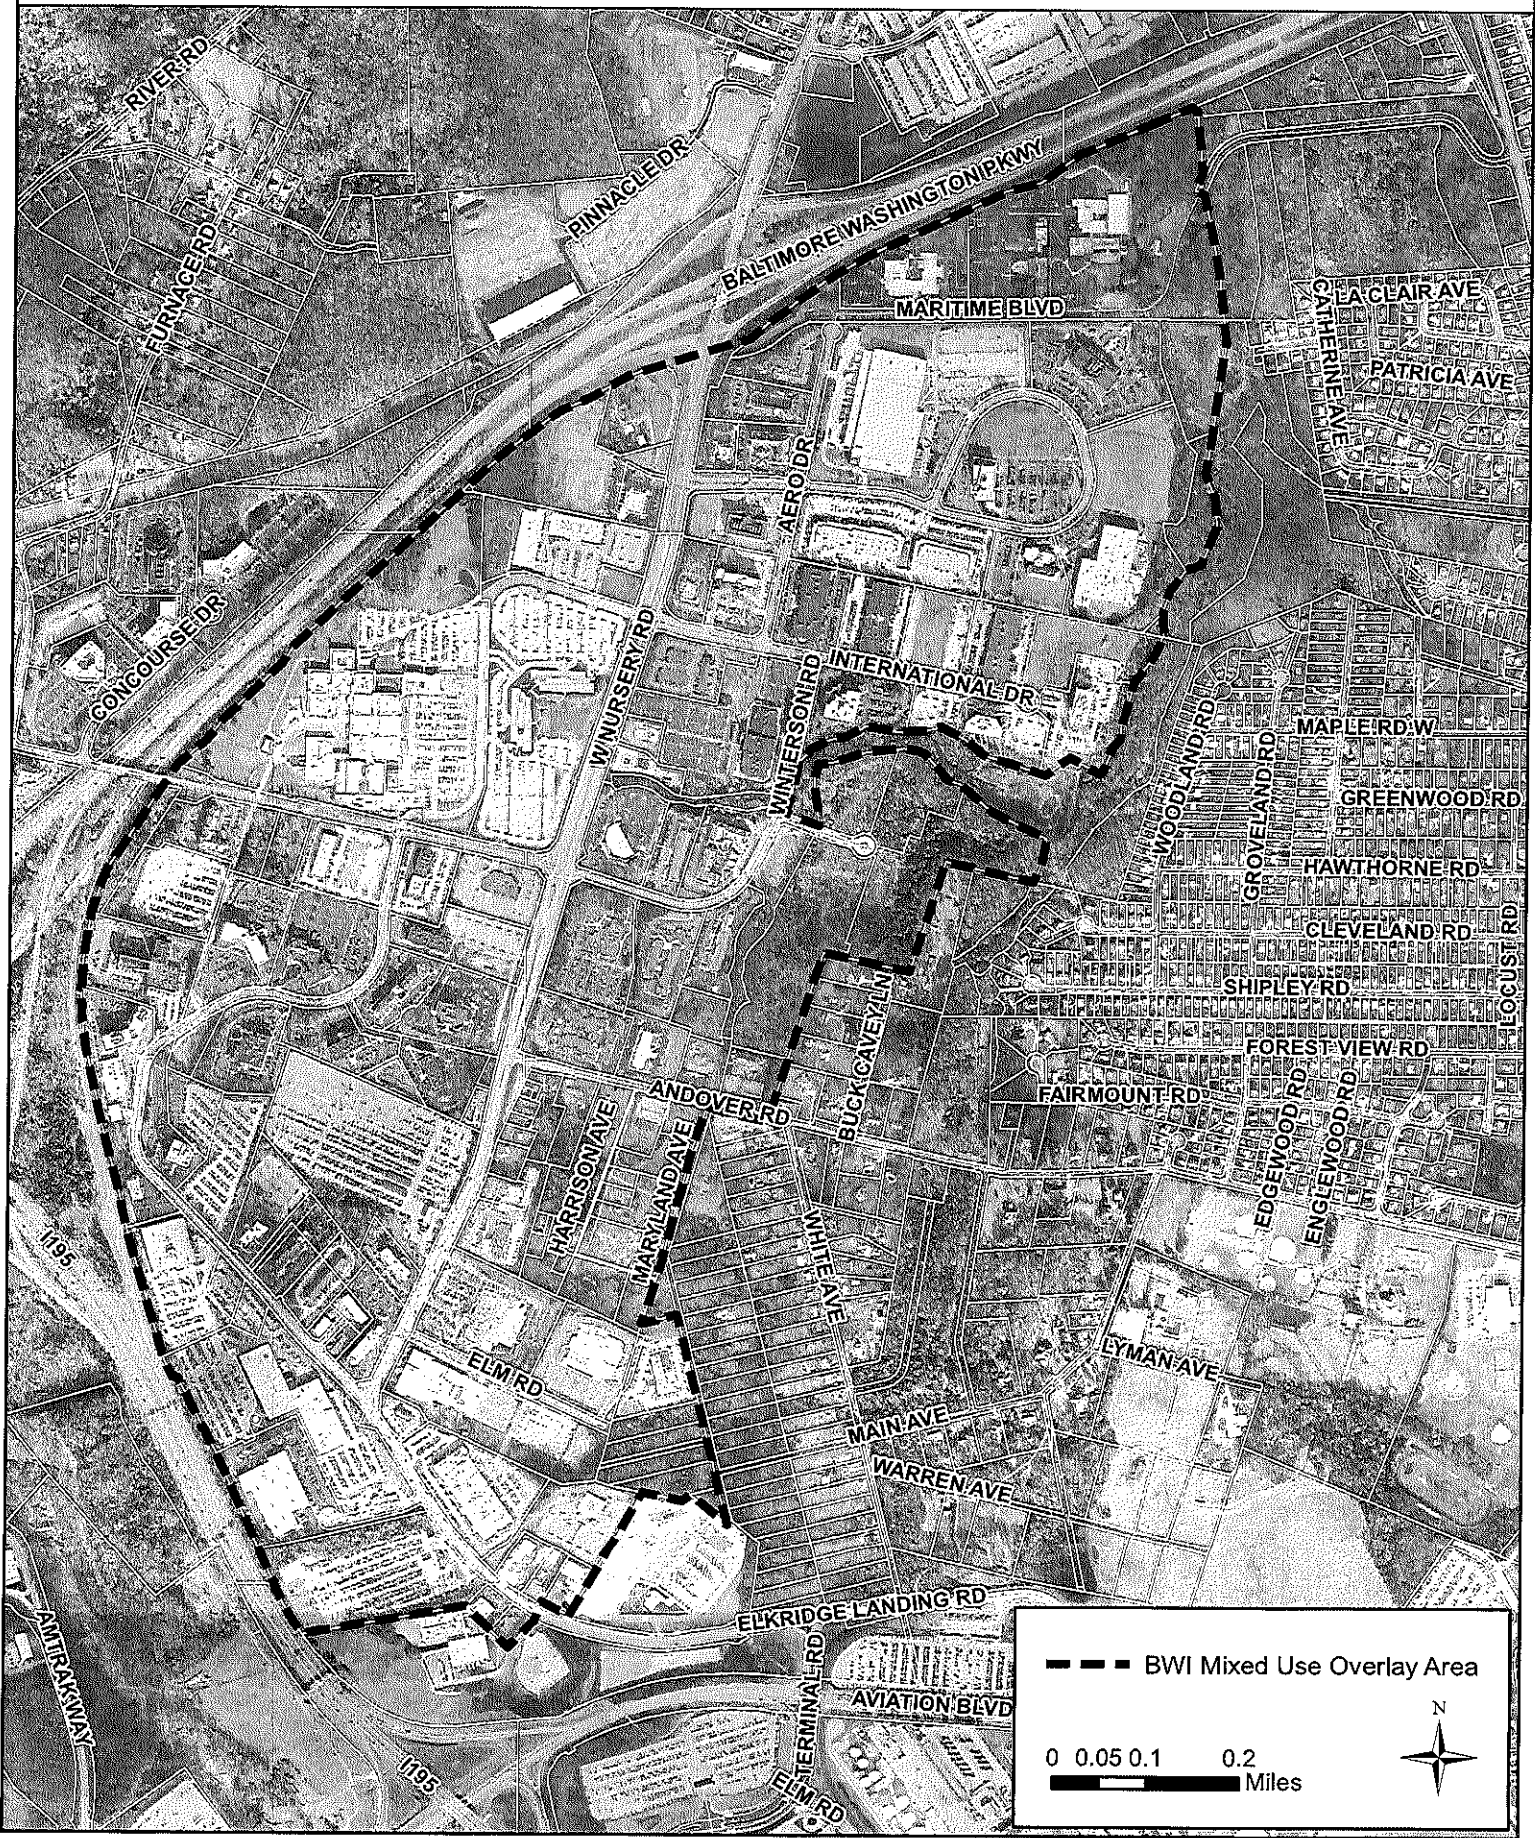 RIVER RD
PINNACLE DR
BALTIMORE WASHINGTON PKWY
FURNACE RD
MARITIME BLVD
LA CLAIR AVE
CATHERINE AVE
PATRICIA AVE
AERO DR
CONCOURSE DR
W NURSERY RD
WINTERSON RD
INTERNATIONAL DR
WOODLAND RD
GROVELAND RD
MAPLE RD W
GREENWOOD RD
HAWTHORNE RD
CLEVELAND RD
LOCUST RD
SHIPLEY RD
FOREST VIEW RD
BUCK CAVEY LN
ANDOVER RD
FAIRMOUNT RD
EDGEWOOD RD
ENGLEWOOD RD
HARRISON AVE
MARYLAND AVE
WHITE AVE
I195
ELM RD
LYMAN AVE
MAIN AVE
WARREN AVE
ELKRIDGE LANDING RD
AMTRAK WAY
TERMINAL RD
AVIATION BLVD
I195
ELM RD
BWI Mixed Use Overlay Area
N
0 0.05 0.1 0.2
Miles